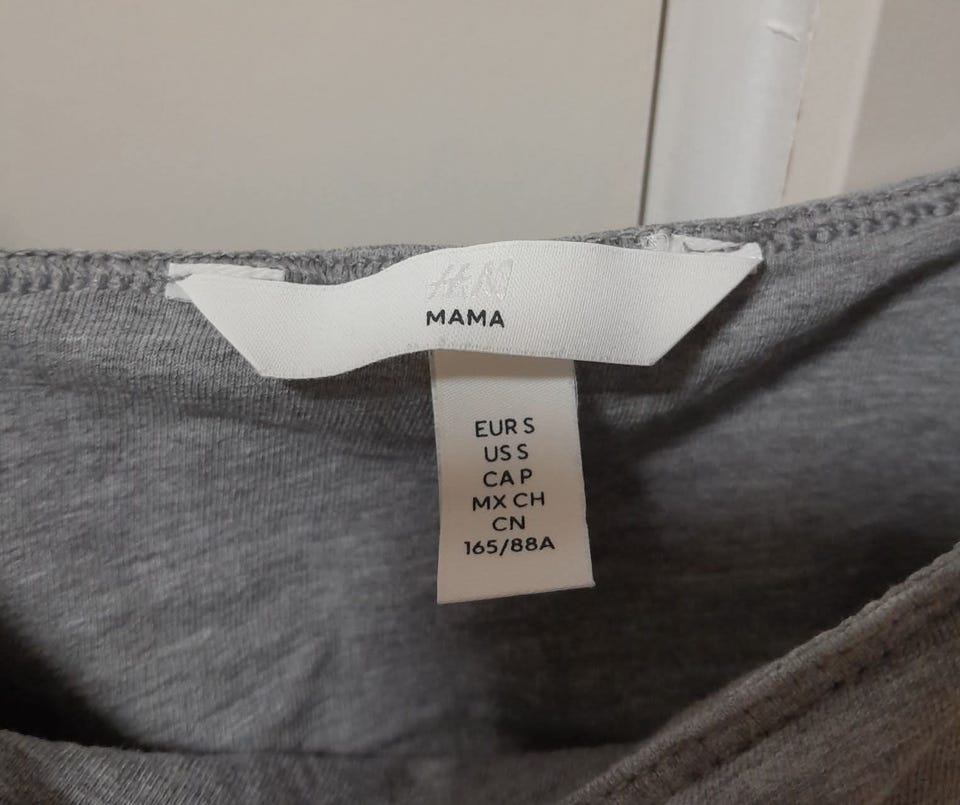 H&M
MAMA
EUR S
US S
CA P
MX CH
CN
165/88A